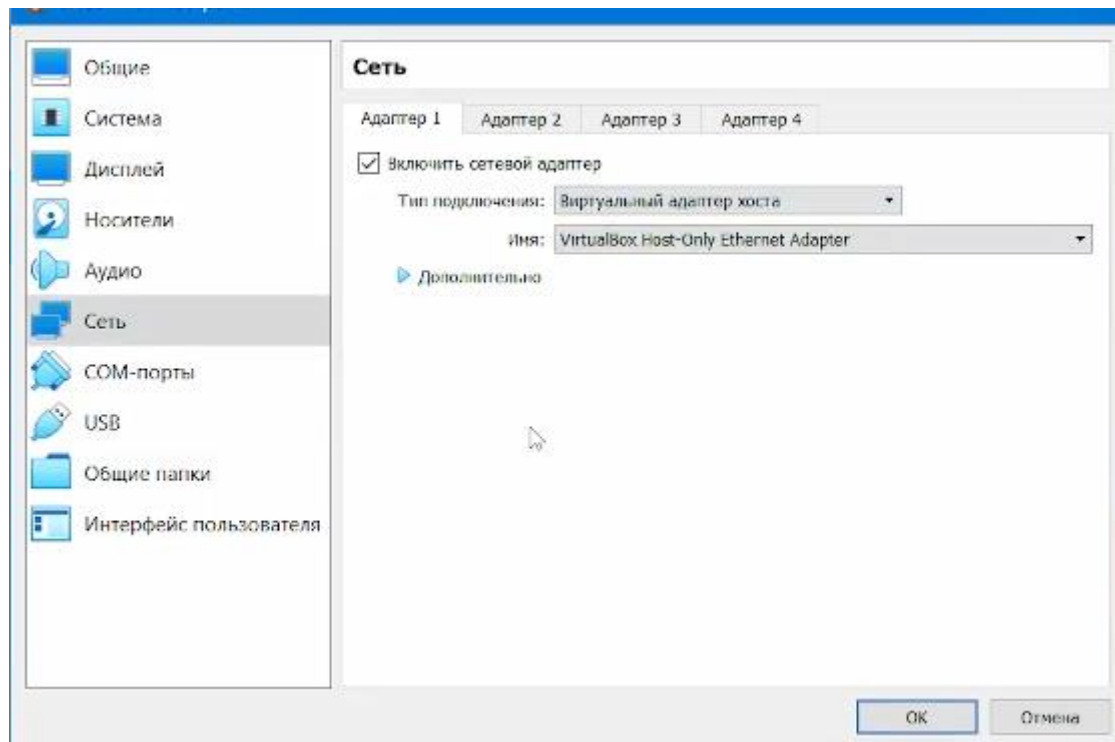 Общие
Система
Дисплей
Носители
Аудио
Сеть
COM-порты
USB
Общие папки
Интерфейс пользователя
Сеть
Адаптер 1 Адаптер 2 Адаптер 3 Адаптер 4
Включить сетевой адаптер
Тип подключения: Виртуальный адаптер хоста
Имя: VirtualBox Host-Only Ethernet Adapter
Дополнительно
OK Отмена